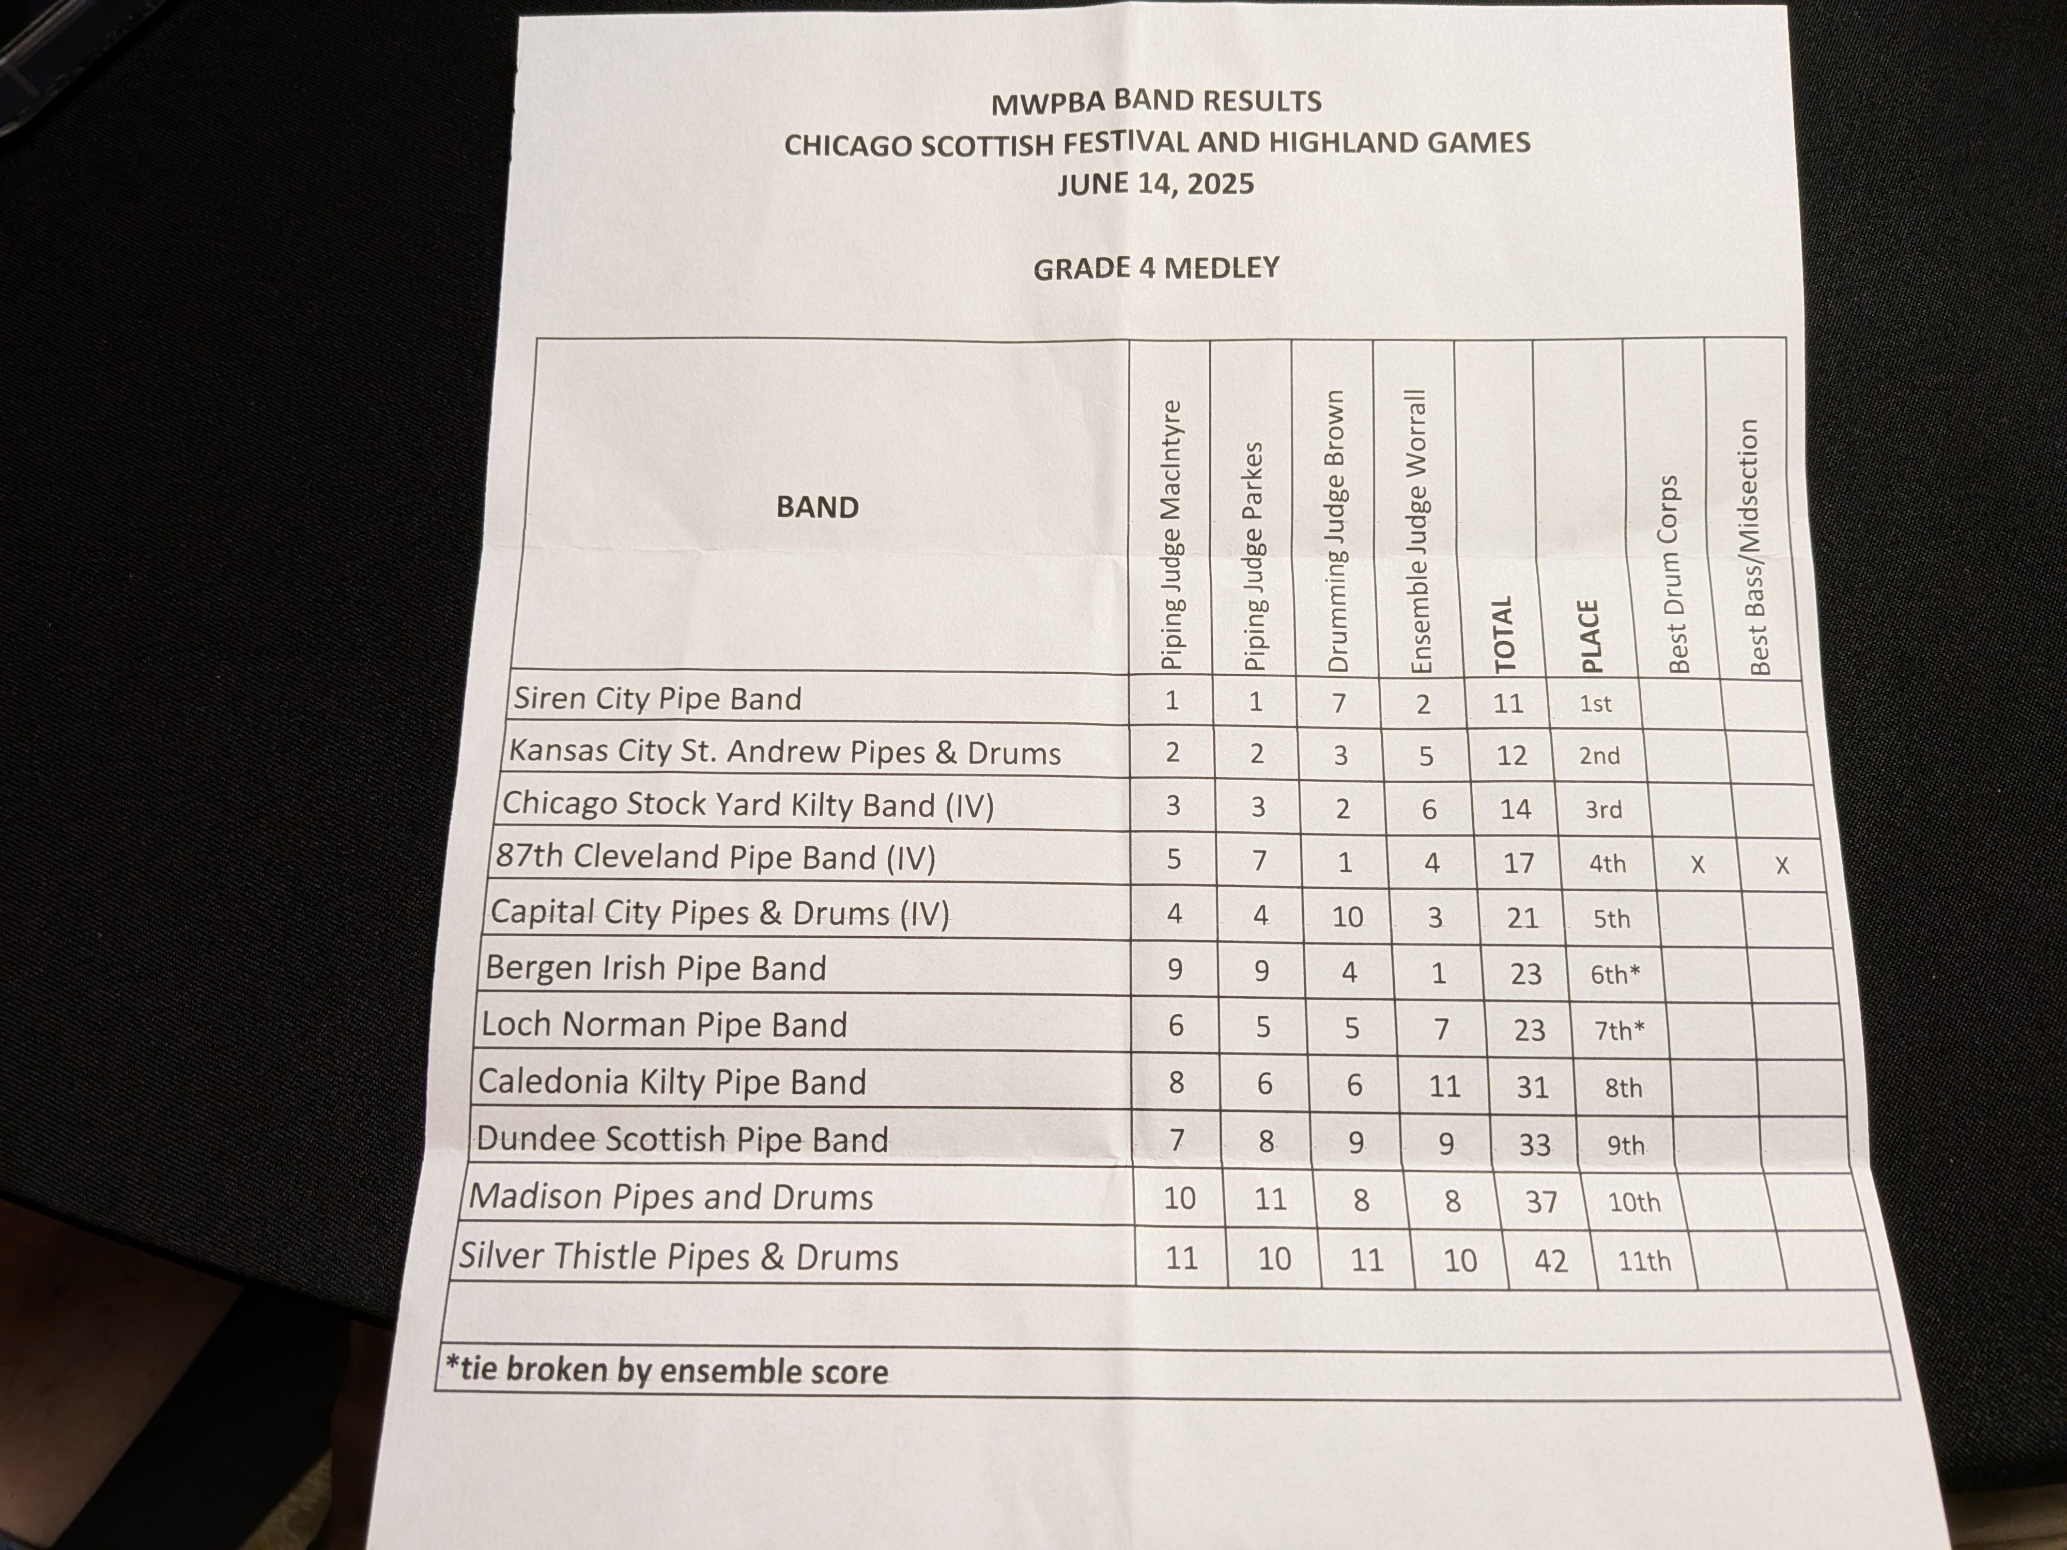 MWPBA BAND RESULTS
CHICAGO SCOTTISH FESTIVAL AND HIGHLAND GAMES
JUNE 14, 2025
GRADE 4 MEDLEY
BAND Piping Judge MacIntyre Piping Judge Parkes Drumming Judge Brown Ensemble Judge Worrall TOTAL PLACE Best Drum Corps Best Bass/Midsection
Siren City Pipe Band 1 1 7 2 11 1st
Kansas City St. Andrew Pipes & Drums 2 2 3 5 12 2nd
Chicago Stock Yard Kilty Band (IV) 3 3 2 6 14 3rd
87th Cleveland Pipe Band (IV) 5 7 1 4 17 4th X X
Capital City Pipes & Drums (IV) 4 4 10 3 21 5th
Bergen Irish Pipe Band 9 9 4 1 23 6th*
Loch Norman Pipe Band 6 5 5 7 23 7th*
Caledonia Kilty Pipe Band 8 6 6 11 31 8th
Dundee Scottish Pipe Band 7 8 9 9 33 9th
Madison Pipes and Drums 10 11 8 8 37 10th
Silver Thistle Pipes & Drums 11 10 11 10 42 11th
*tie broken by ensemble score